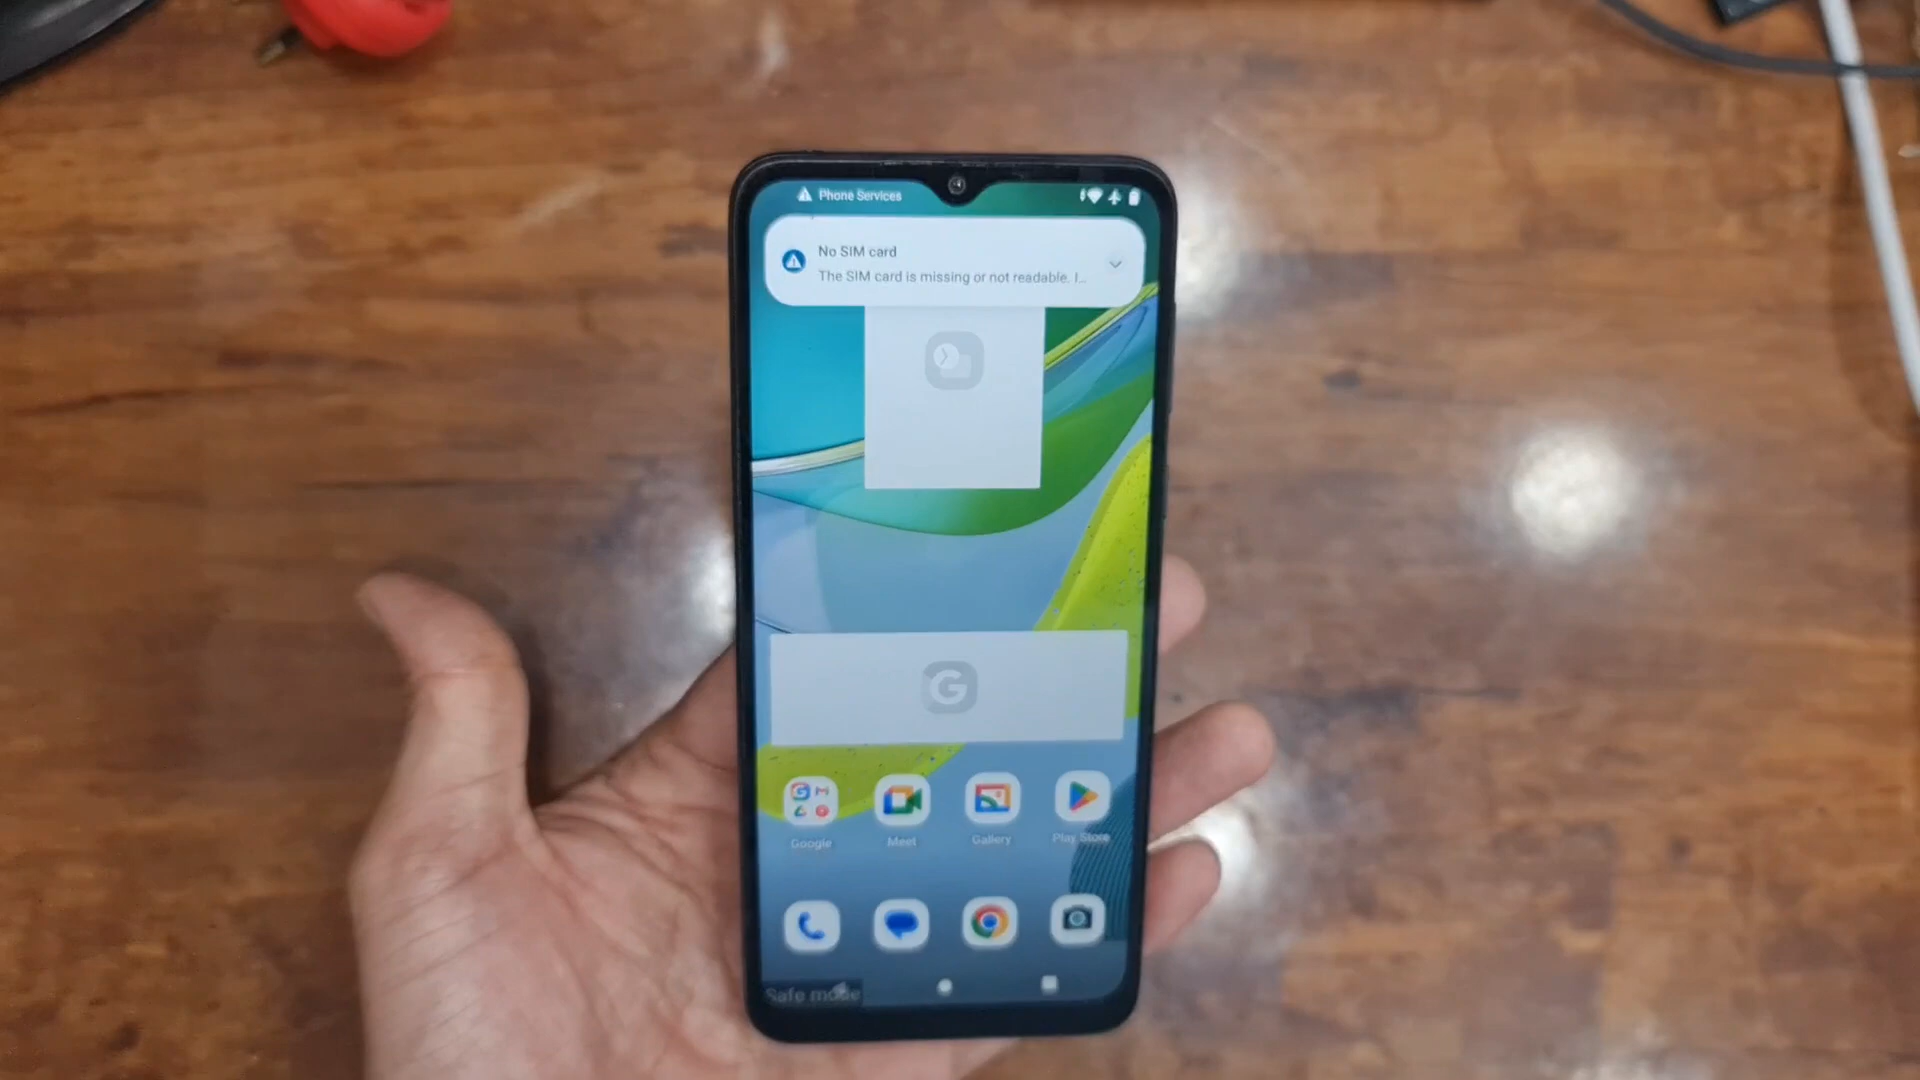 Phone Services
No SIM card
The SIM card is missing or not readable. I...
G
Google
Meet
Gallery
Play Store
Safe mode